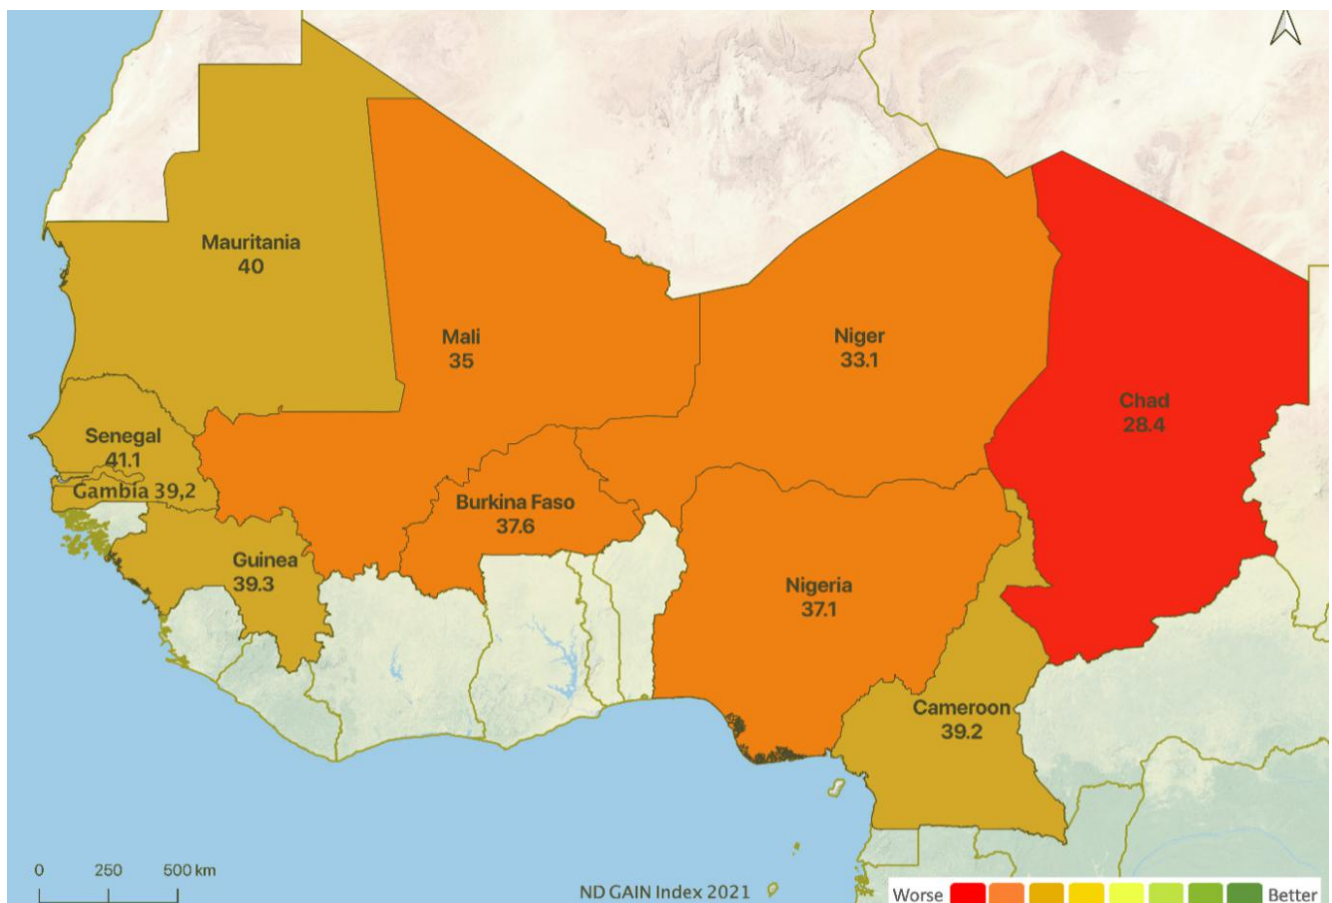 Mauritania
40
Mali
35
Niger
33.1
Chad
28.4
Senegal
41.1
Gambia 39,2
Burkina Faso
37.6
Guinea
39.3
Nigeria
37.1
Cameroon
39.2
0 250 500 km
ND GAIN Index 2021
Worse Better